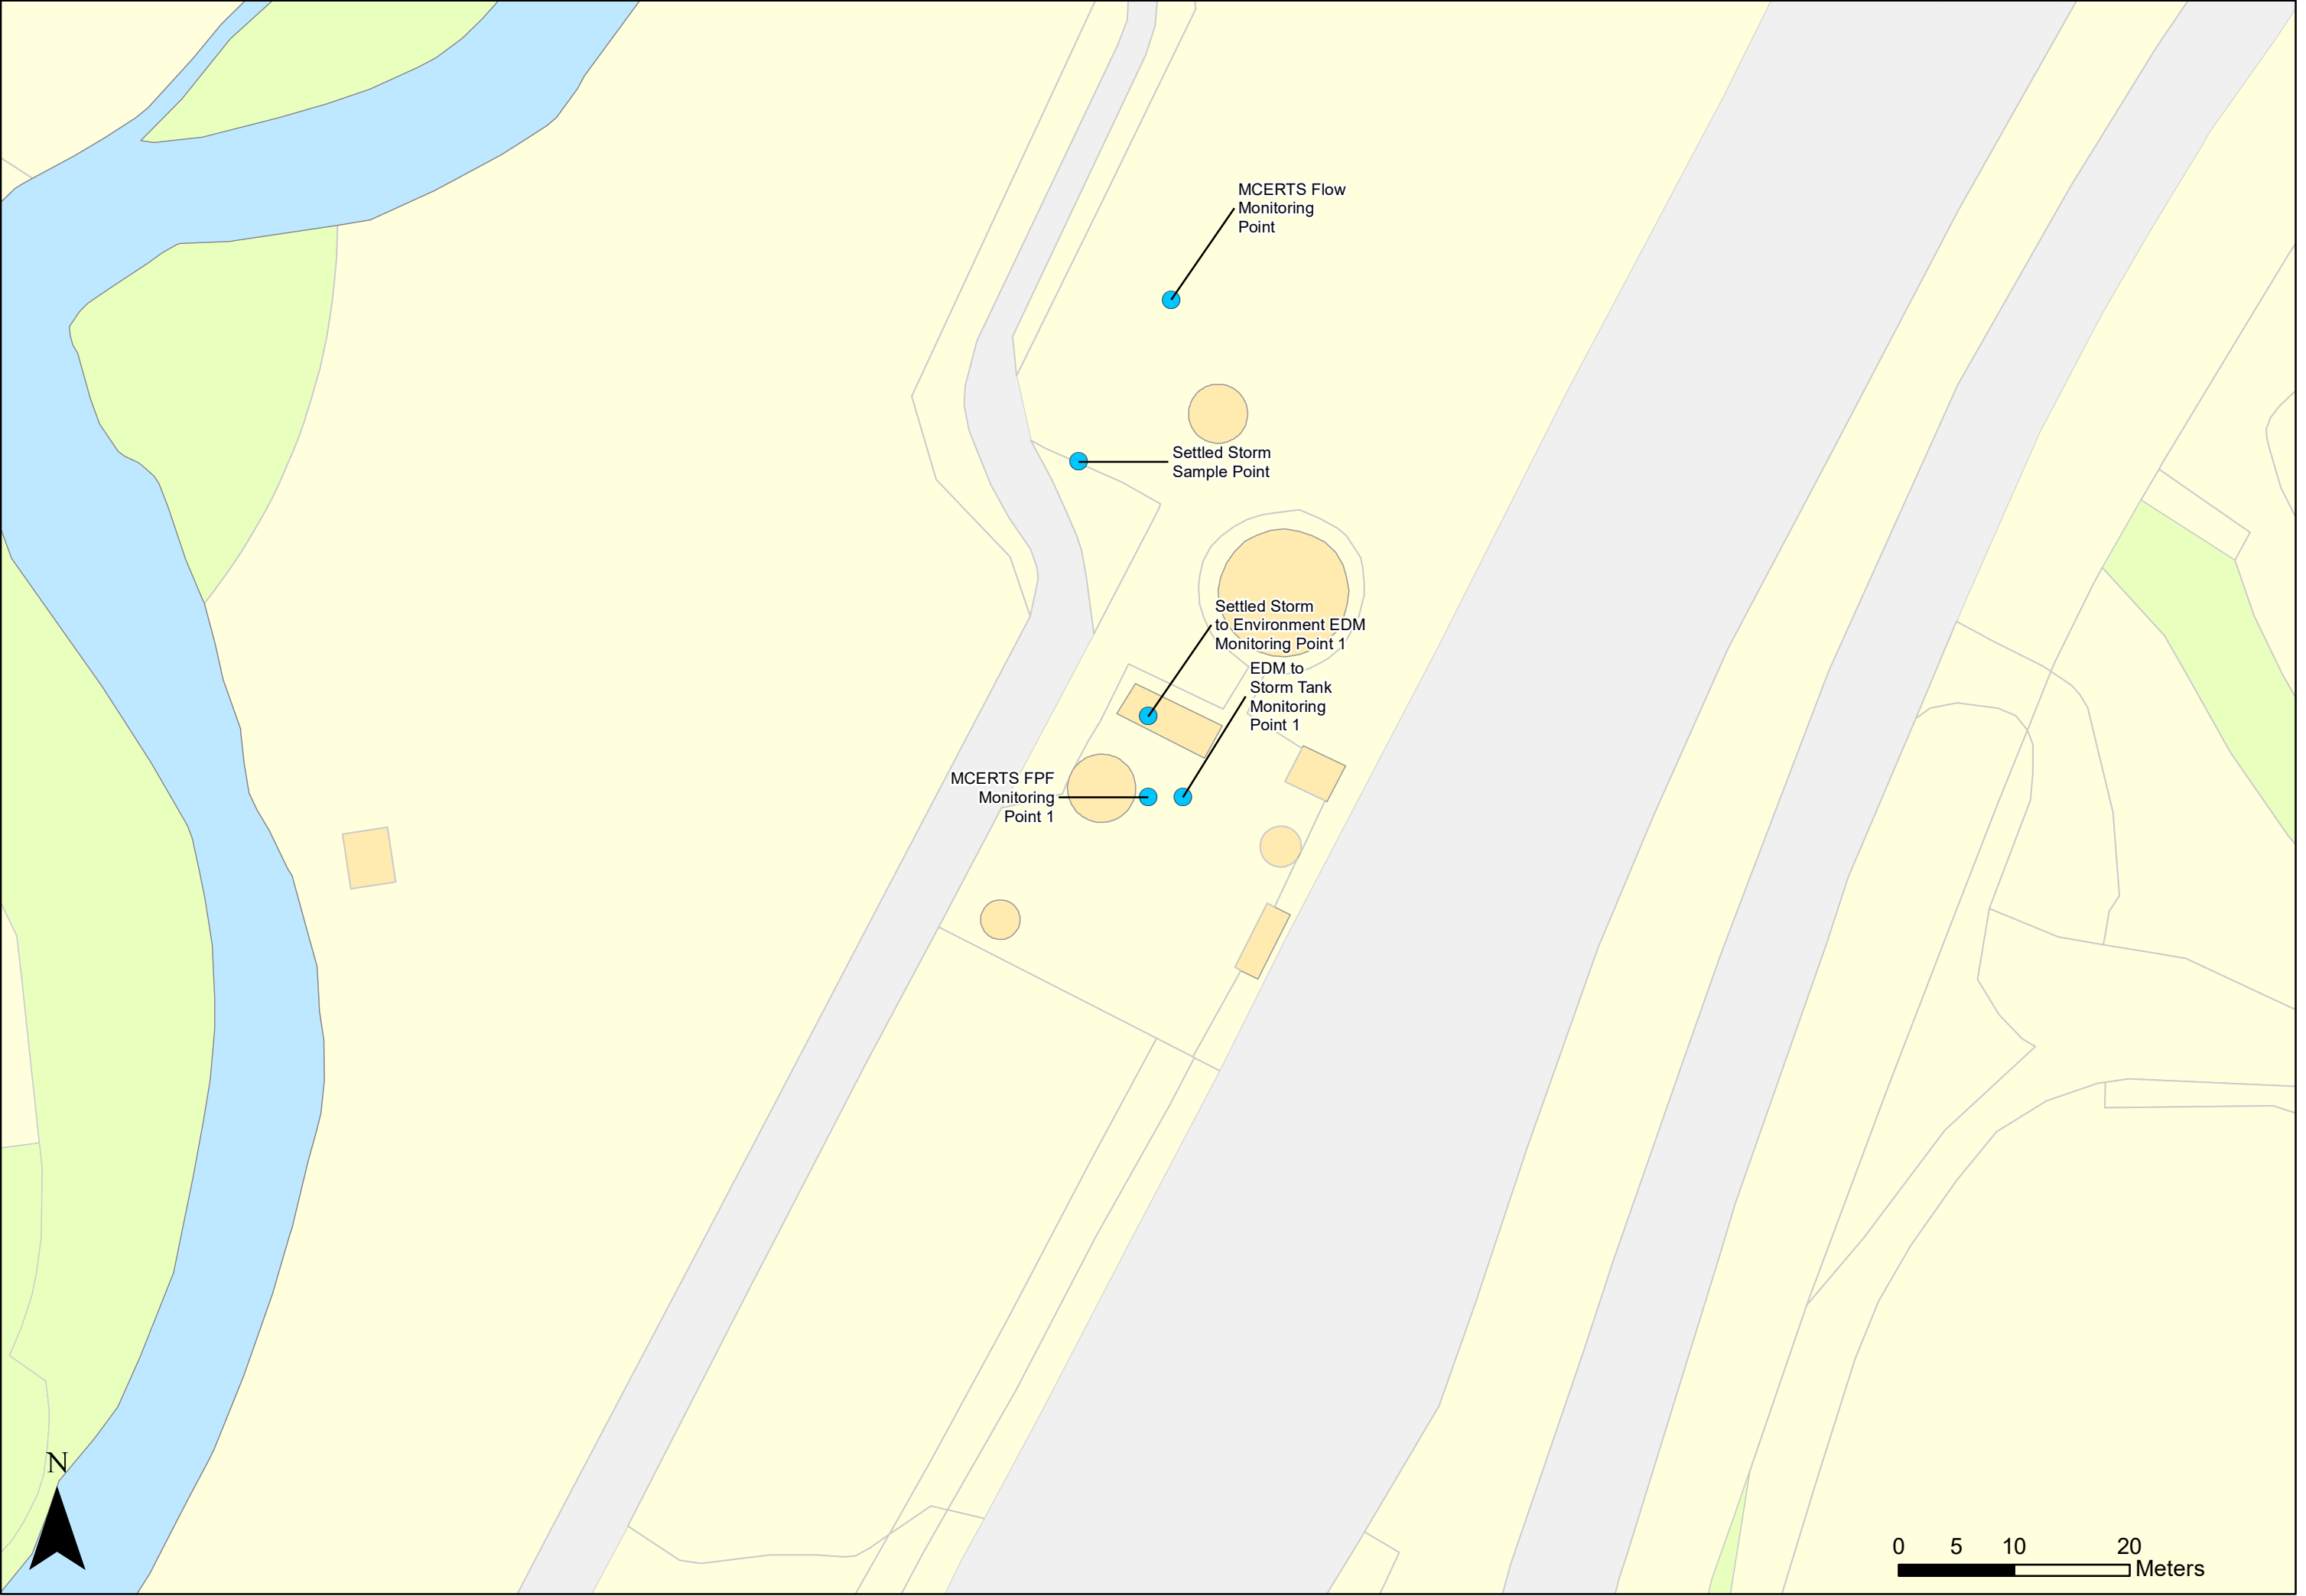 MCERTS Flow
Monitoring
Point
Settled Storm
Sample Point
Settled Storm
to Environment EDM
Monitoring Point 1
EDM to
Storm Tank
Monitoring
Point 1
MCERTS FPF
Monitoring
Point 1
N
0 5 10 20
Meters